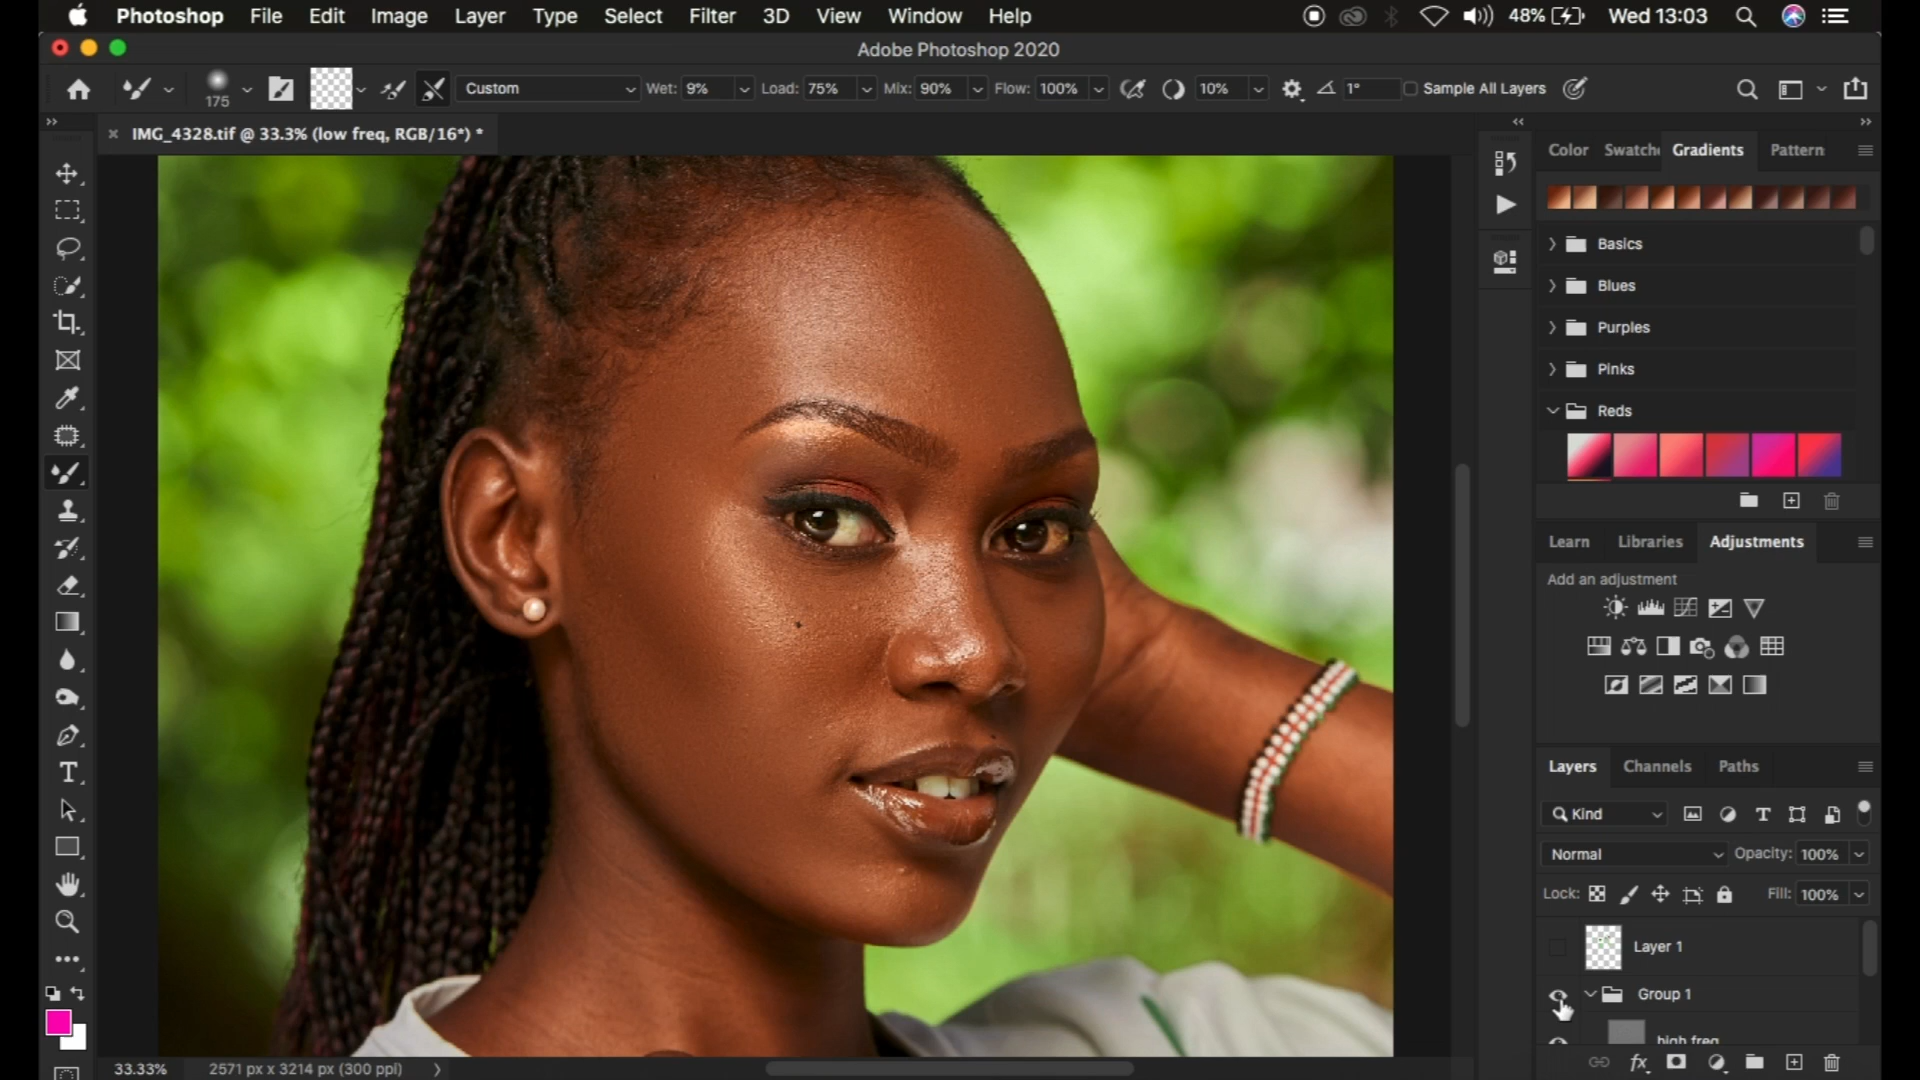 Photoshop File Edit Image Layer Type Select Filter 3D View Window Help 48% Wed 13:03
Adobe Photoshop 2020
175 Custom Wet: 9% Load: 75% Mix: 90% Flow: 100% 10% 1° Sample All Layers
IMG_4328.tif @ 33.3% (low freq, RGB/16*) *
Color Swatche Gradients Pattern
Basics
Blues
Purples
Pinks
Reds
Learn Libraries Adjustments
Add an adjustment
Layers Channels Paths
Kind
Normal Opacity: 100%
Lock: Fill: 100%
Layer 1
Group 1
high freq
33.33% 2571 px x 3214 px (300 ppi)